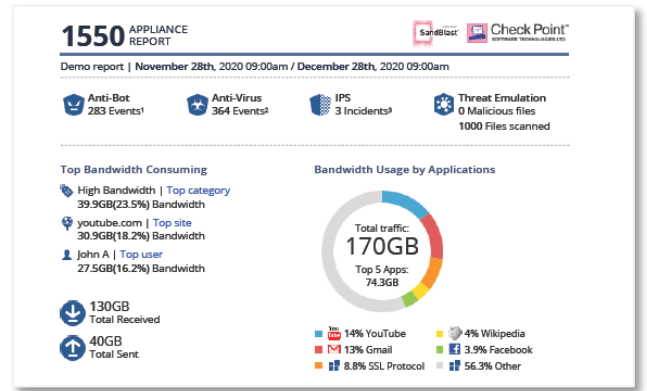 1550 APPLIANCE REPORT
SandBlast
Check Point
SOFTWARE TECHNOLOGIES LTD.
Demo report | November 28th, 2020 09:00am / December 28th, 2020 09:00am
Anti-Bot
283 Events¹
Anti-Virus
364 Events²
IPS
3 Incidents³
Threat Emulation
0 Malicious files
1000 Files scanned
Top Bandwidth Consuming
High Bandwidth | Top category
39.9GB(23.5%) Bandwidth
youtube.com | Top site
30.9GB(18.2%) Bandwidth
John A | Top user
27.5GB(16.2%) Bandwidth
130GB
Total Received
40GB
Total Sent
Bandwidth Usage by Applications
Total traffic:
170GB
Top 5 Apps:
74.3GB
You Tube 14% YouTube
13% Gmail
8.8% SSL Protocol
4% Wikipedia
3.9% Facebook
56.3% Other